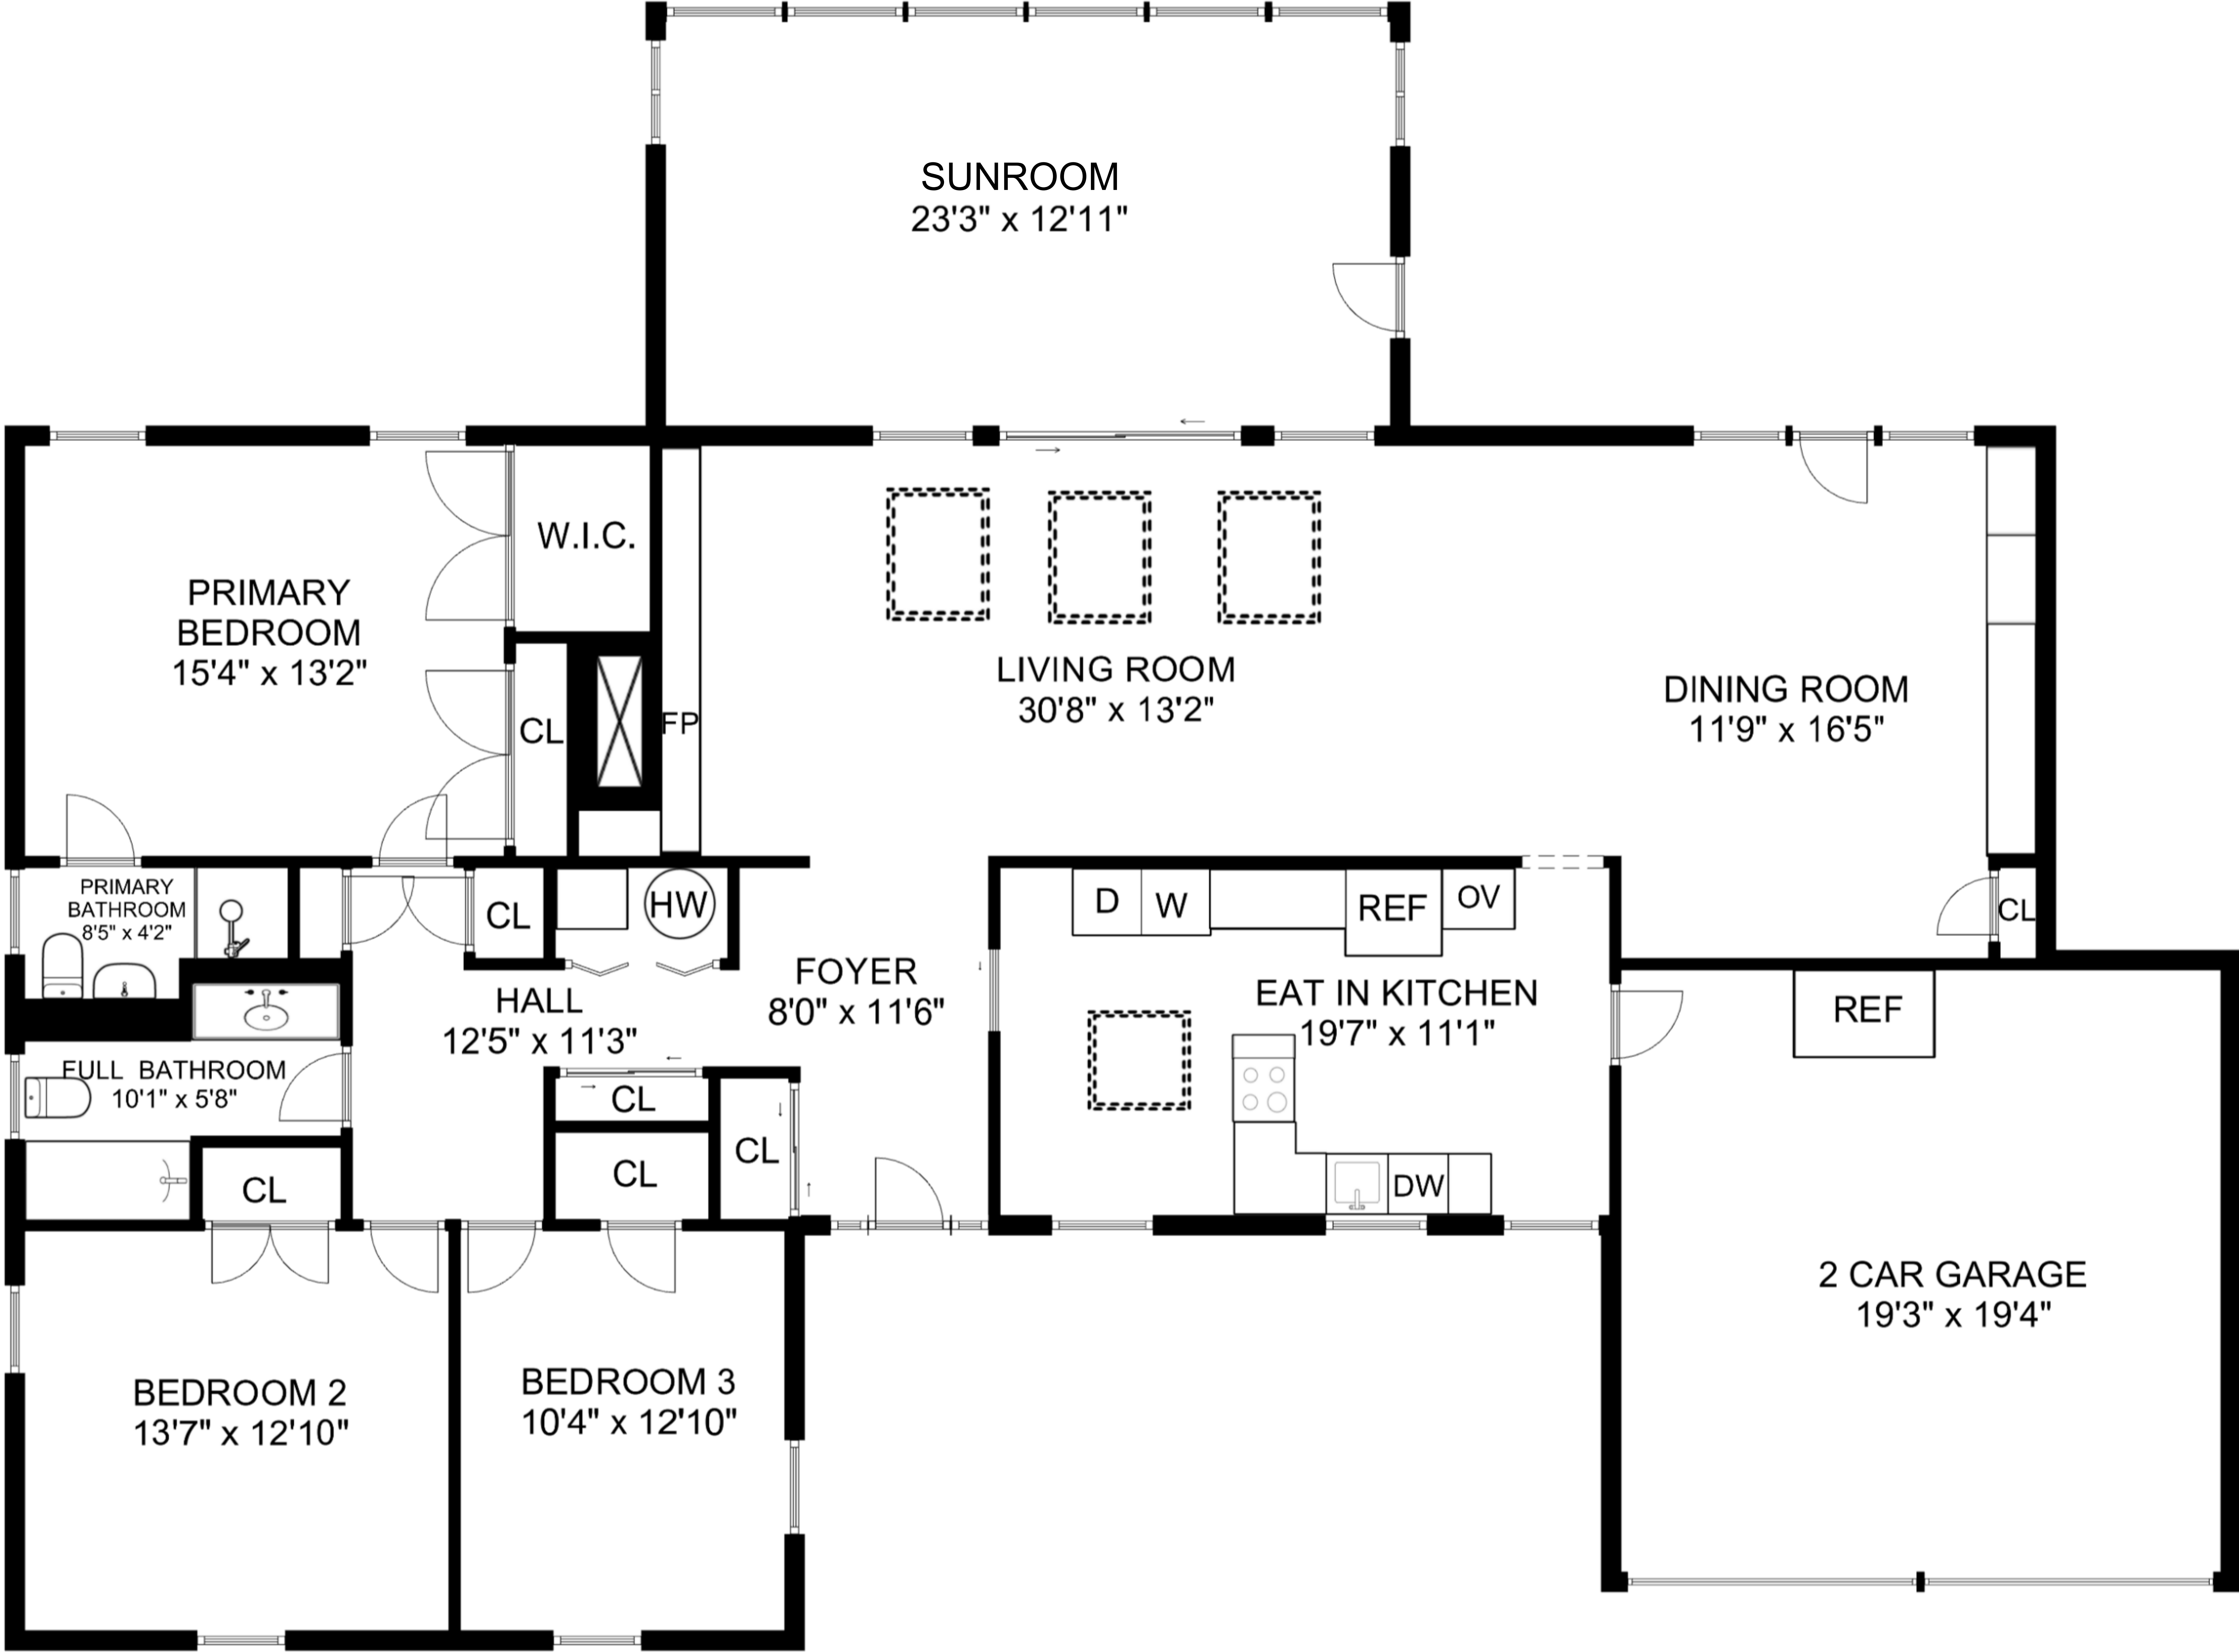 SUNROOM
23'3" x 12'11"
W.I.C.
PRIMARY
BEDROOM
15'4" x 13'2"
CL
FP
LIVING ROOM
30'8" x 13'2"
DINING ROOM
11'9" x 16'5"
PRIMARY
BATHROOM
8'5" x 4'2"
CL
HW
D
W
REF
OV
CL
FOYER
8'0" x 11'6"
HALL
12'5" x 11'3"
EAT IN KITCHEN
19'7" x 11'1"
REF
FULL BATHROOM
10'1" x 5'8"
CL
CL
CL
CL
DW
2 CAR GARAGE
19'3" x 19'4"
BEDROOM 2
13'7" x 12'10"
BEDROOM 3
10'4" x 12'10"